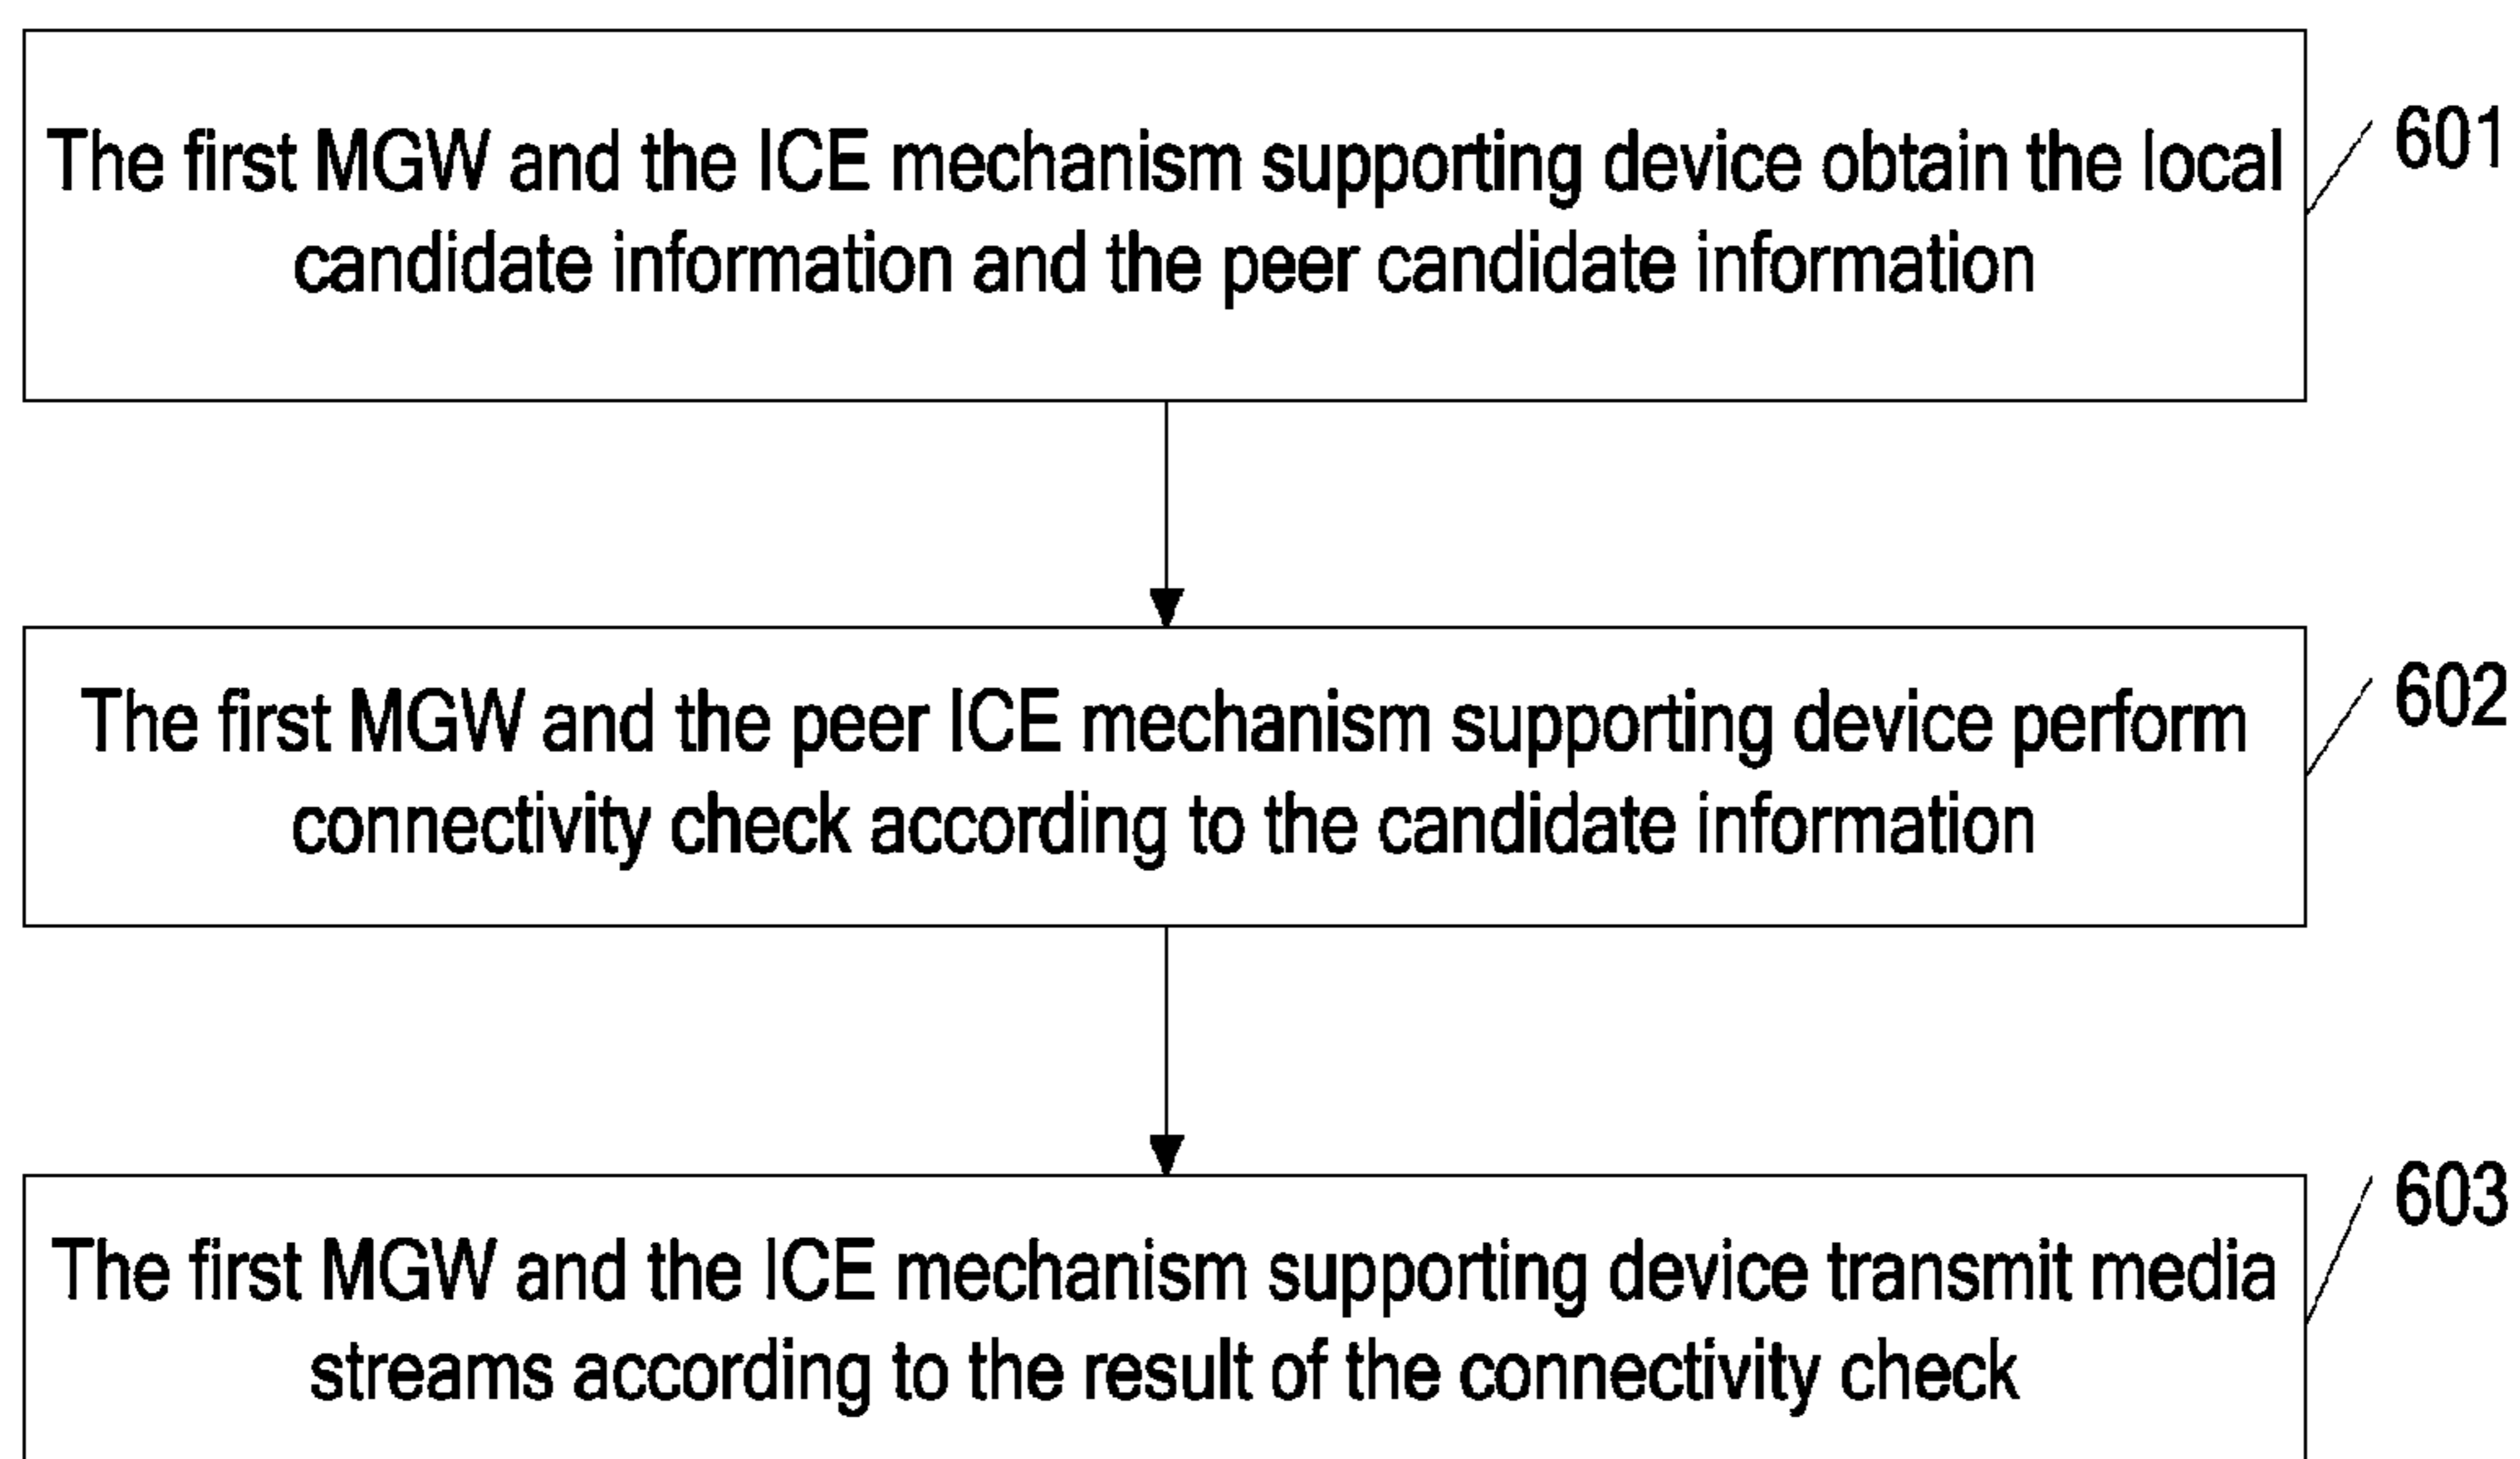 The first MGW and the ICE mechanism supporting device obtain the local
candidate information and the peer candidate information
601
The first MGW and the peer ICE mechanism supporting device perform
connectivity check according to the candidate information
602
The first MGW and the ICE mechanism supporting device transmit media
streams according to the result of the connectivity check
603